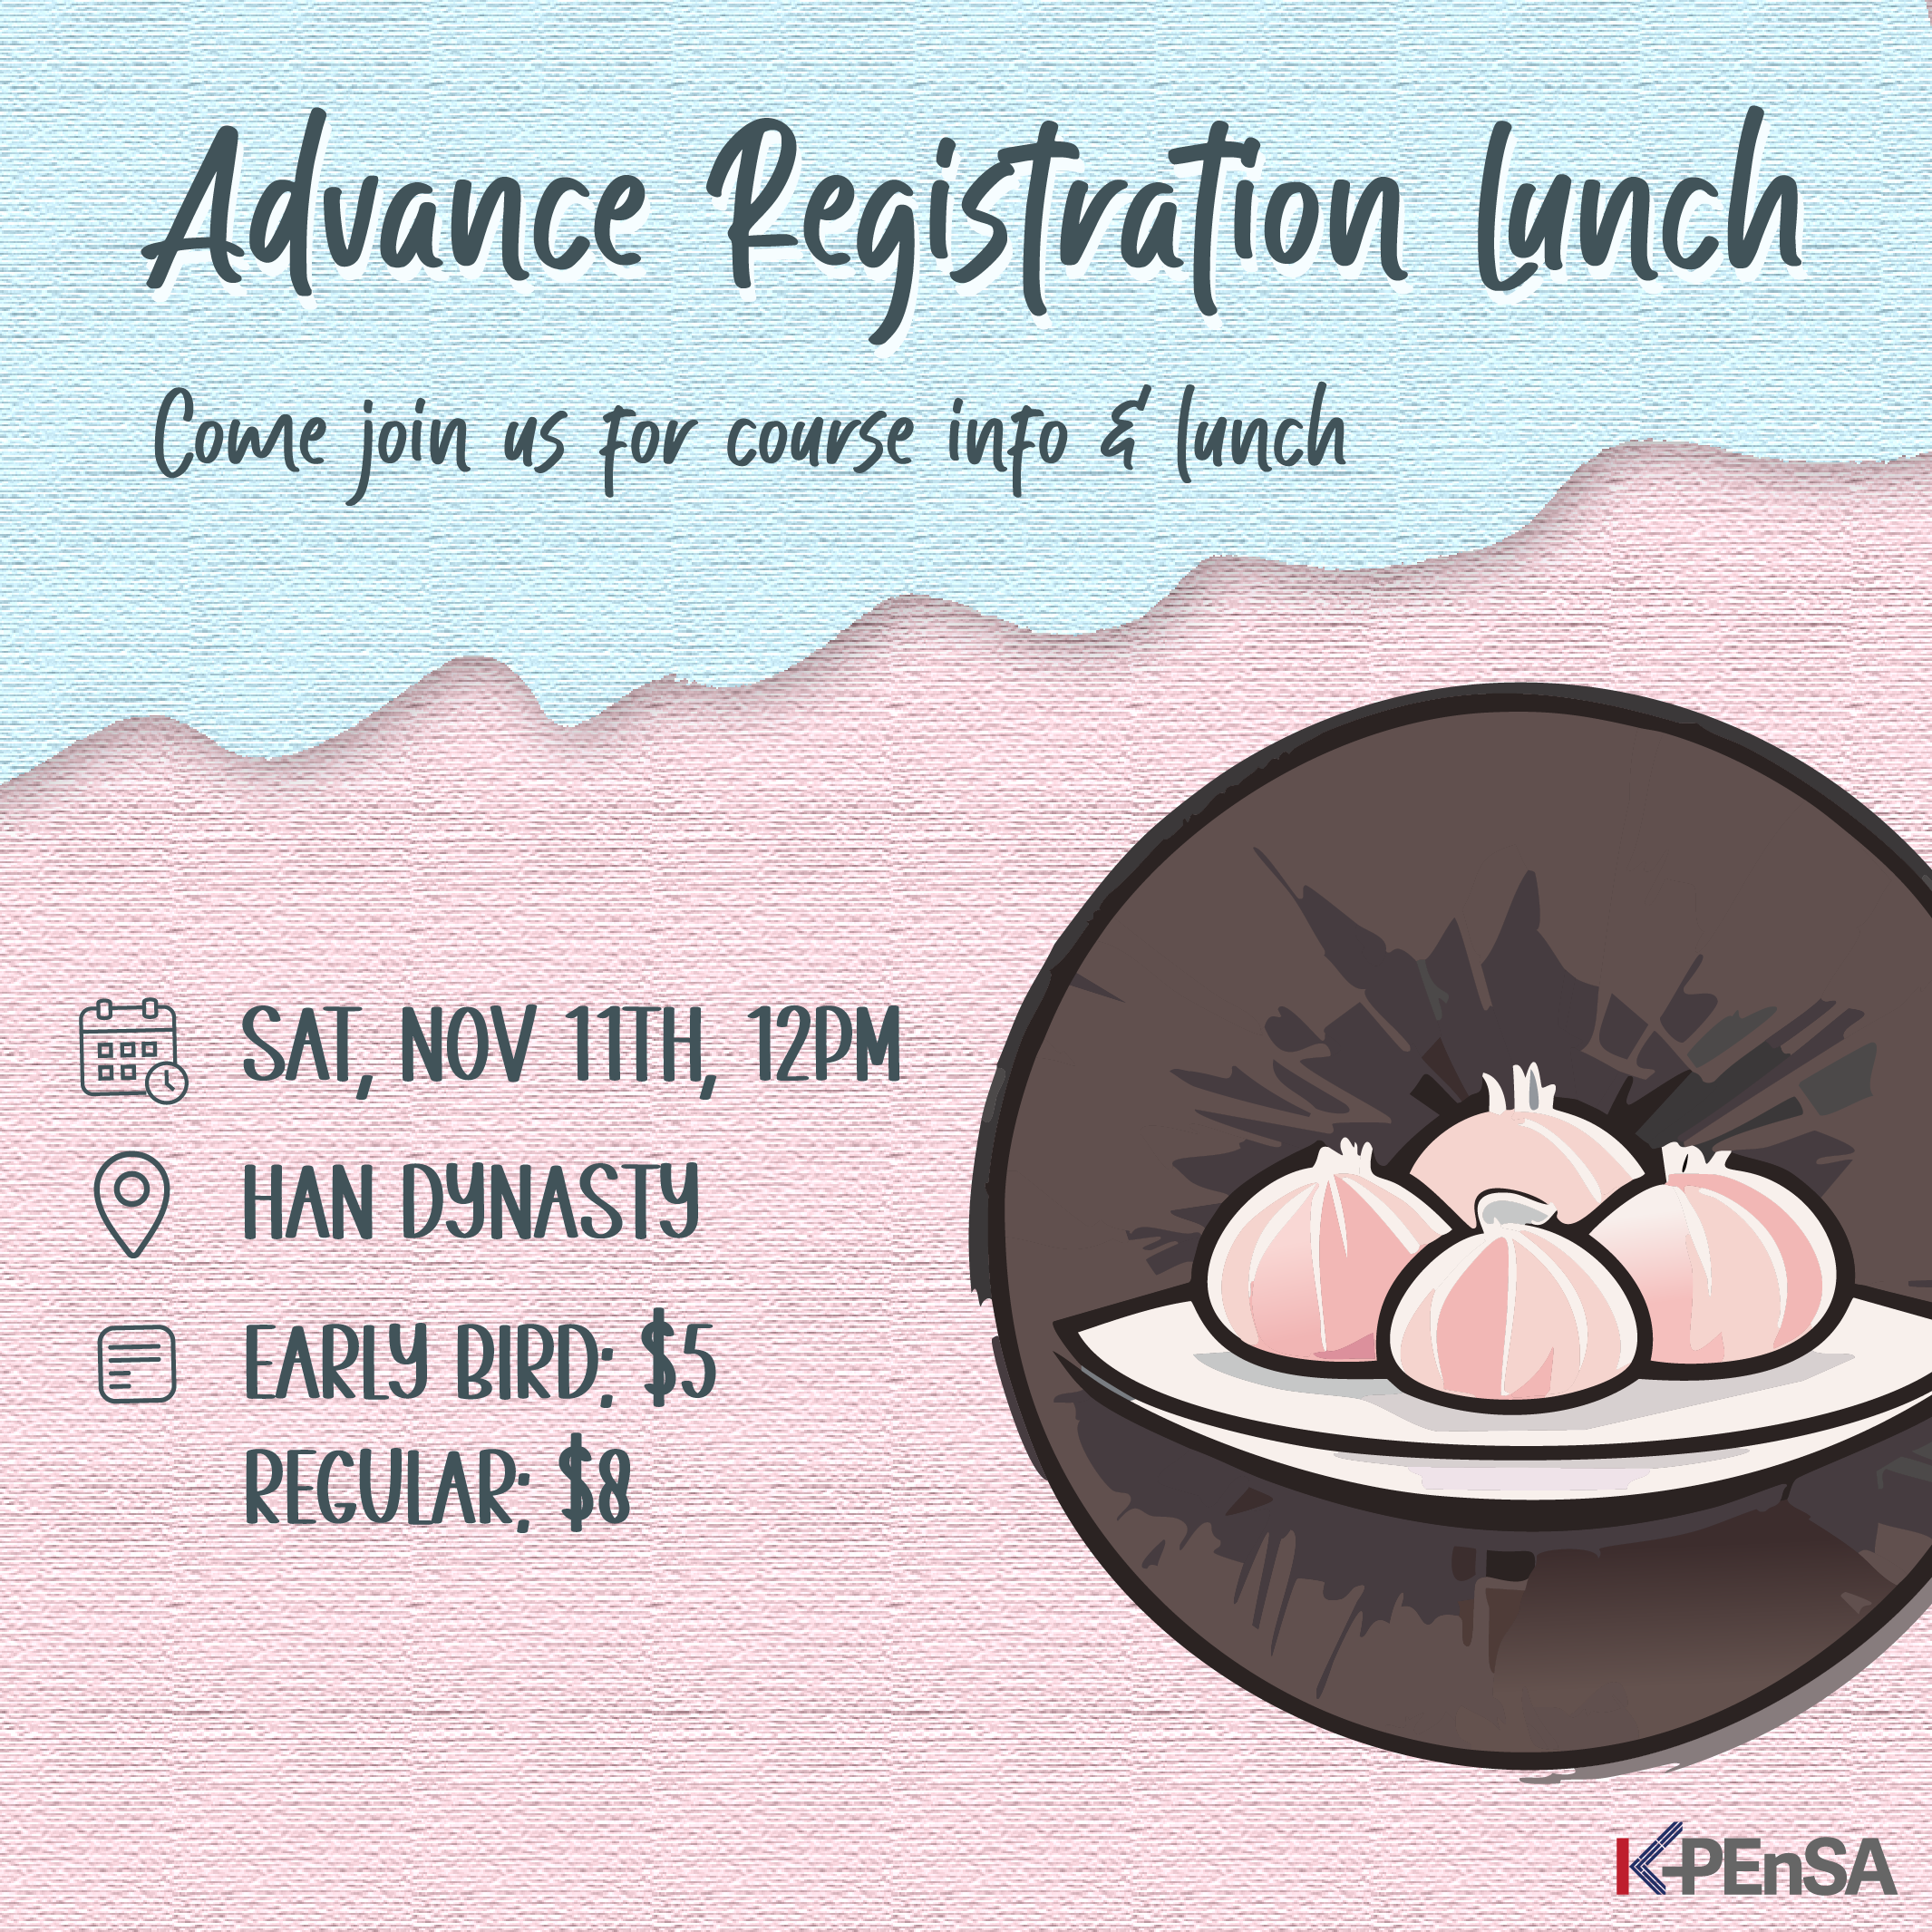 Advance Registration Lunch
Come join us for course info & lunch
SAT, NOV 11TH, 12PM
HAN DYNASTY
EARLY BIRD; $5
REGULAR; $8
K-PEnSA